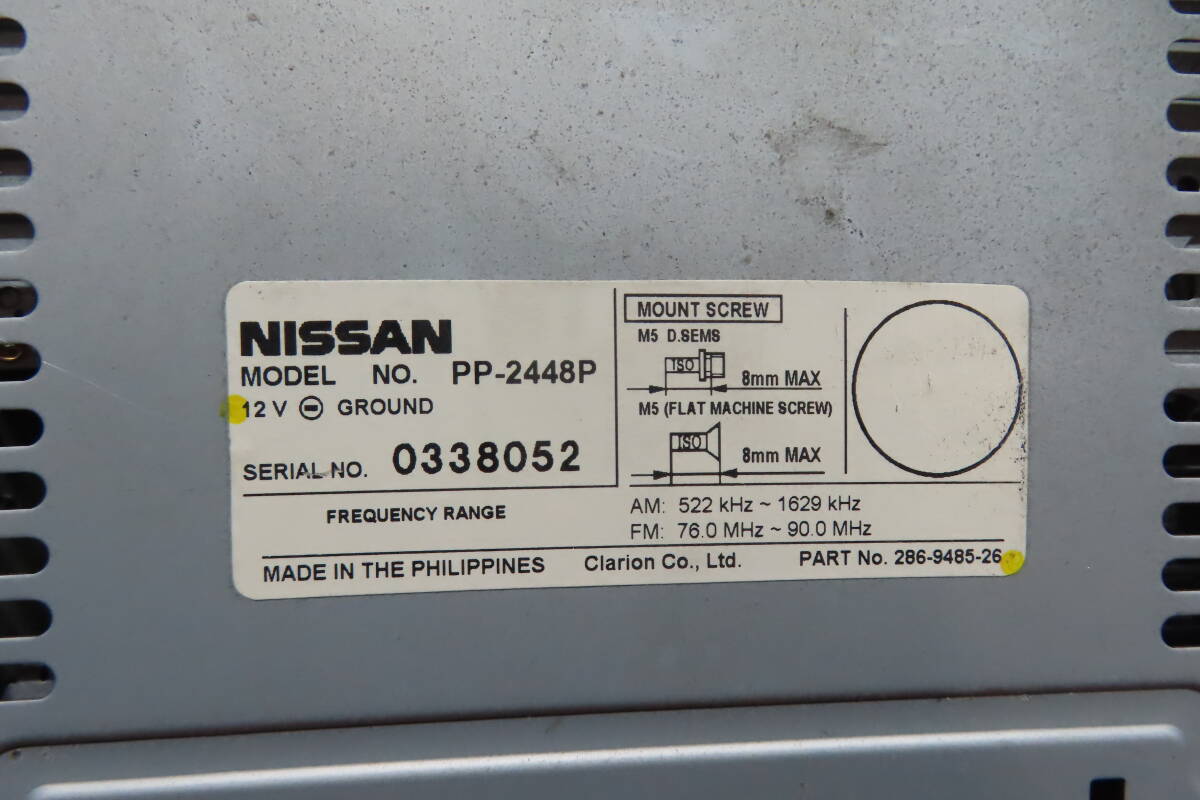 NISSAN
MODEL NO. PP-2448P
12 V ⊖ GROUND
SERIAL NO. 0338052
MOUNT SCREW
M5 D.SEMS
ISO
8mm MAX
M5 (FLAT MACHINE SCREW)
ISO
8mm MAX
FREQUENCY RANGE
AM: 522 kHz ~ 1629 kHz
FM: 76.0 MHz ~ 90.0 MHz
MADE IN THE PHILIPPINES Clarion Co., Ltd. PART No. 286-9485-26